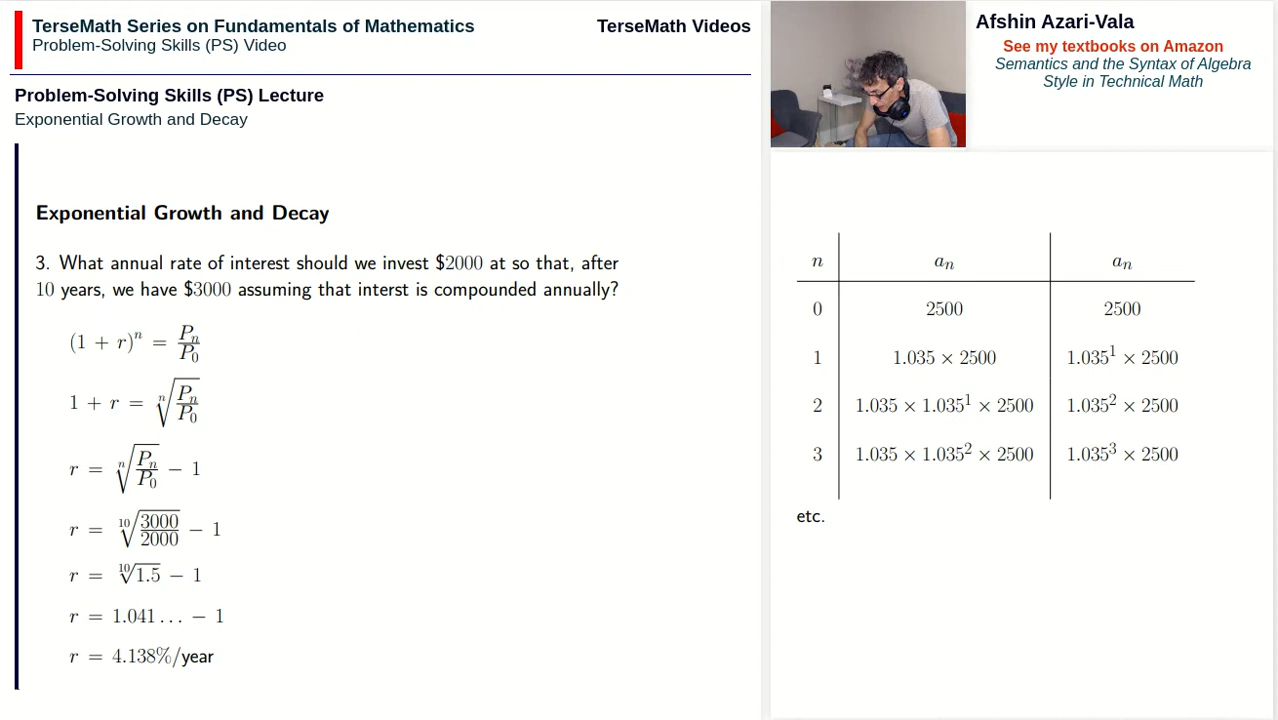 TerseMath Series on Fundamentals of Mathematics
TerseMath Videos
Problem-Solving Skills (PS) Video
Problem-Solving Skills (PS) Lecture
Exponential Growth and Decay
Exponential Growth and Decay
3. What annual rate of interest should we invest $2000 at so that, after
10 years, we have $3000 assuming that interst is compounded annually?
(1 + r)^n = P_n/P_0
1 + r = ⁿ√(P_n/P_0)
r = ⁿ√(P_n/P_0) − 1
r = ¹⁰√(3000/2000) − 1
r = ¹⁰√1.5 − 1
r = 1.041... − 1
r = 4.138%/year
Afshin Azari-Vala
See my textbooks on Amazon
Semantics and the Syntax of Algebra
Style in Technical Math
n a_n a_n
0 2500 2500
1 1.035 × 2500 1.035¹ × 2500
2 1.035 × 1.035¹ × 2500 1.035² × 2500
3 1.035 × 1.035² × 2500 1.035³ × 2500
etc.